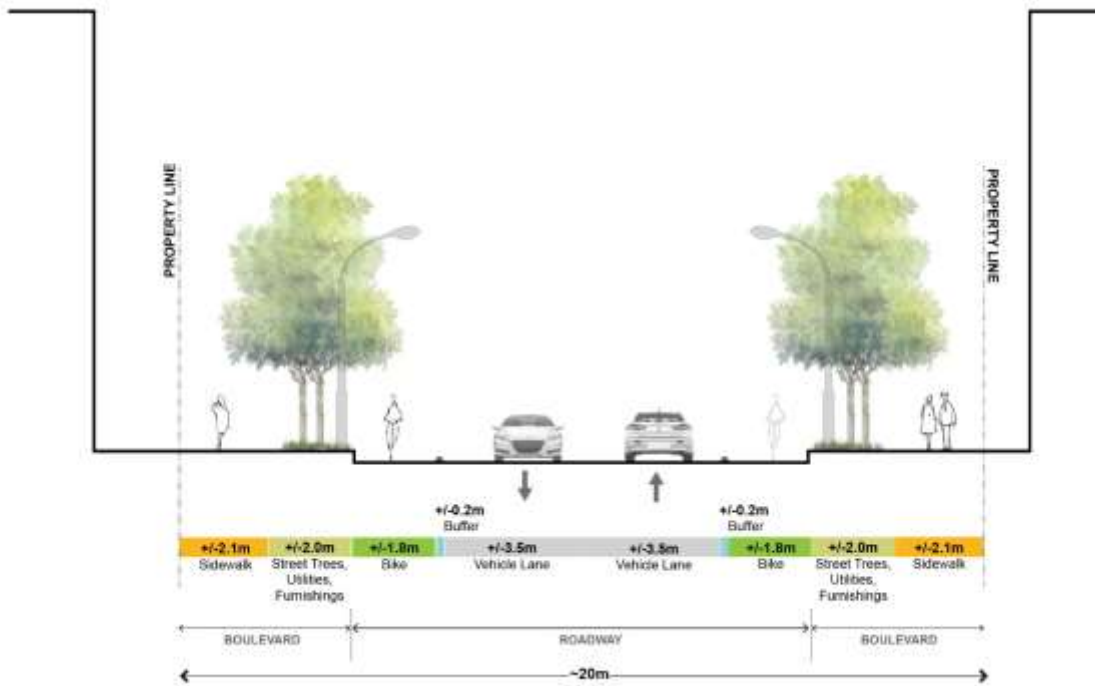 PROPERTY LINE
PROPERTY LINE
+/-0.2m
Buffer
+/-0.2m
Buffer
+/-2.1m
Sidewalk
+/-2.0m
Street Trees,
Utilities,
Furnishings
+/-1.8m
Bike
+/-3.5m
Vehicle Lane
+/-3.5m
Vehicle Lane
+/-1.8m
Bike
+/-2.0m
Street Trees,
Utilities,
Furnishings
+/-2.1m
Sidewalk
BOULEVARD
ROADWAY
BOULEVARD
~20m